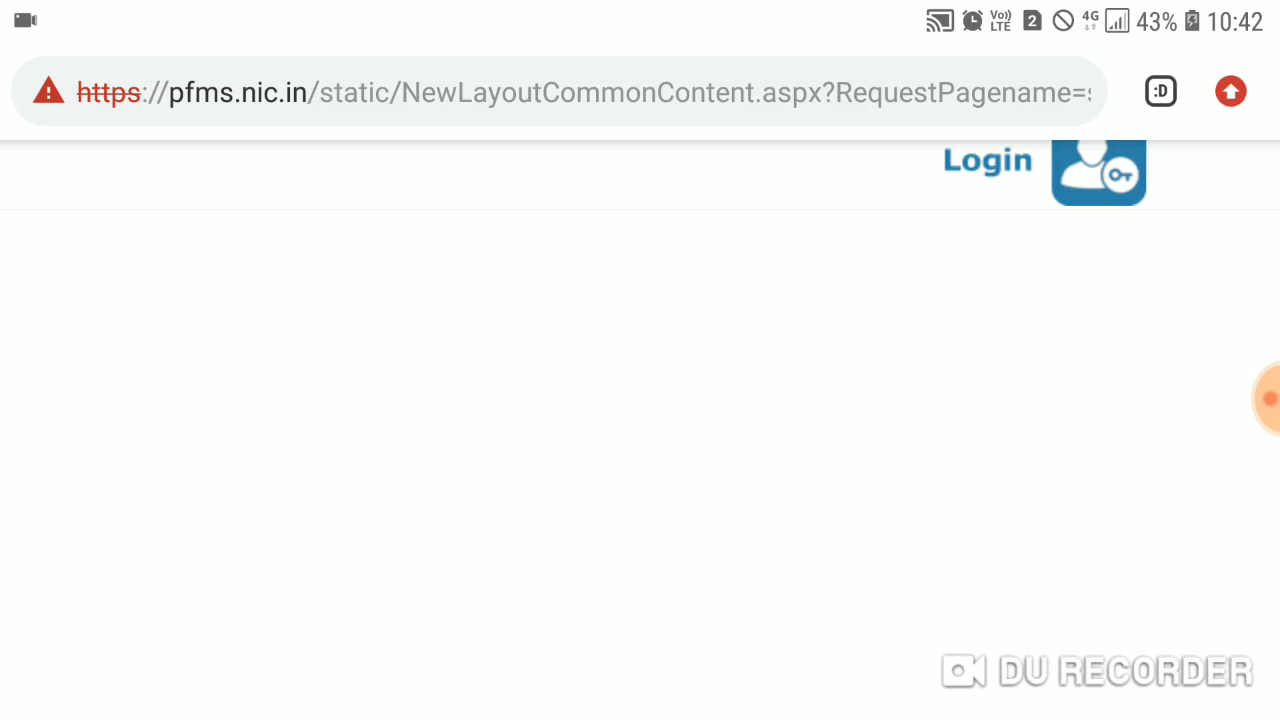 Vo)) LTE 2 4G 43% 10:42
https://pfms.nic.in/static/NewLayoutCommonContent.aspx?RequestPagename=
:D
Login
DU RECORDER